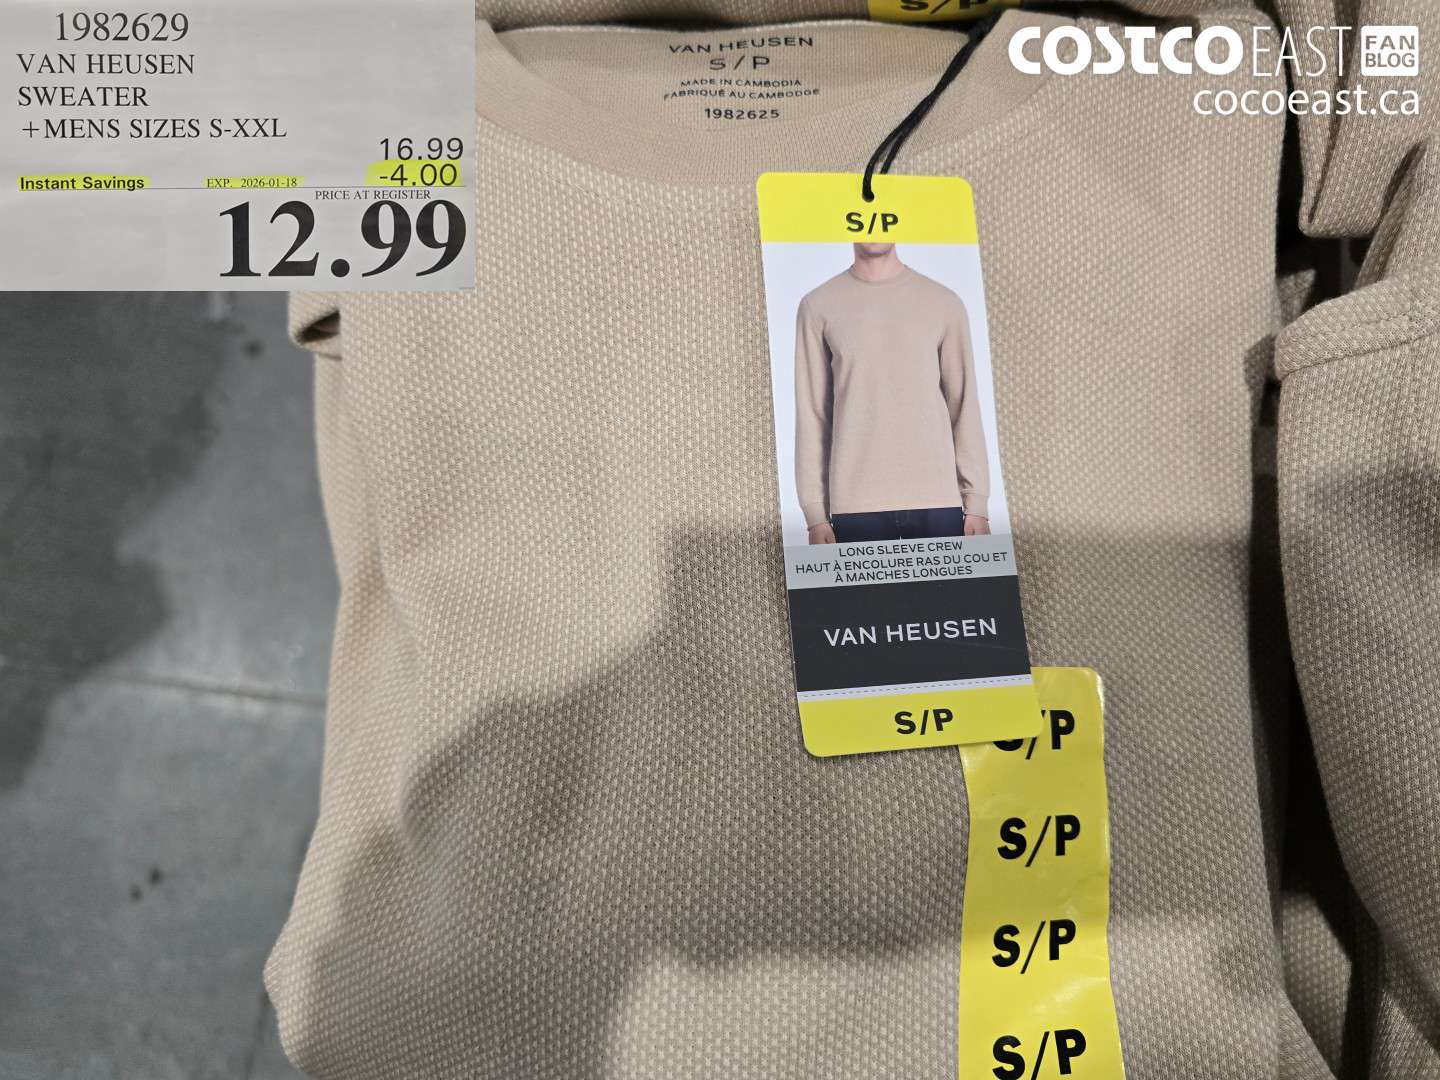 1982629
VAN HEUSEN
SWEATER
+MENS SIZES S-XXL
16.99
Instant Savings EXP. 2026-01-18 -4.00
PRICE AT REGISTER
12.99
VAN HEUSEN
S/P
MADE IN CAMBODIA
FABRIQUÉ AU CAMBODGE
1982625
S/P
COSTCO EAST FAN BLOG
cocoeast.ca
S/P
LONG SLEEVE CREW
HAUT À ENCOLURE RAS DU COU ET
À MANCHES LONGUES
VAN HEUSEN
S/P
S/P
S/P
S/P
S/P